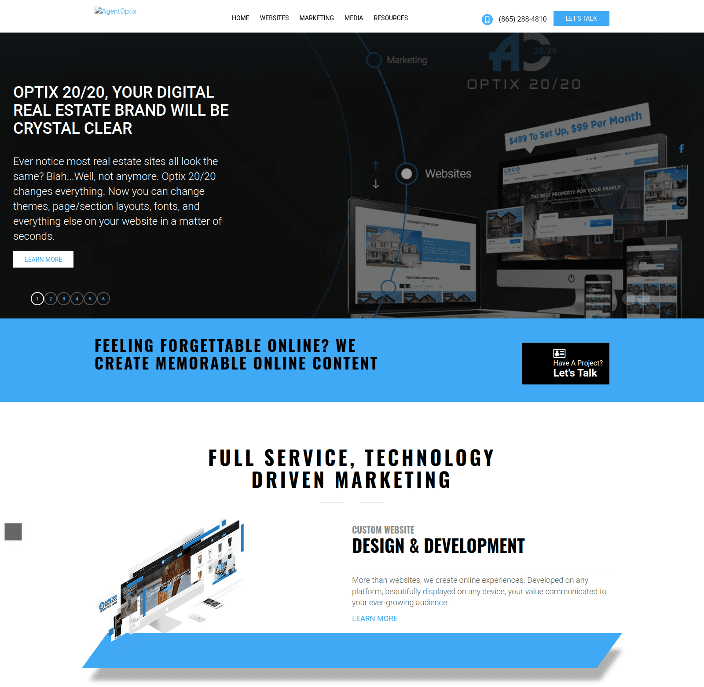 AgentOptix
HOME WEBSITES MARKETING MEDIA RESOURCES
(865) 288-4810
LET'S TALK
Marketing
20/20
OPTIX 20/20
OPTIX 20/20, YOUR DIGITAL
REAL ESTATE BRAND WILL BE
CRYSTAL CLEAR
$499 To Set Up, $99 Per Month
Ever notice most real estate sites all look the
same? Blah...Well, not anymore. Optix 20/20
changes everything. Now you can change
themes, page/section layouts, fonts, and
everything else on your website in a matter of
seconds.
Websites
LEARN MORE
1 2 3 4 5 6
FEELING FORGETTABLE ONLINE? WE
CREATE MEMORABLE ONLINE CONTENT
Have A Project?
Let's Talk
FULL SERVICE, TECHNOLOGY
DRIVEN MARKETING
CUSTOM WEBSITE
DESIGN & DEVELOPMENT
More than websites, we create online experiences. Developed on any
platform, beautifully displayed on any device, your value communicated to
your ever-growing audience.
LEARN MORE